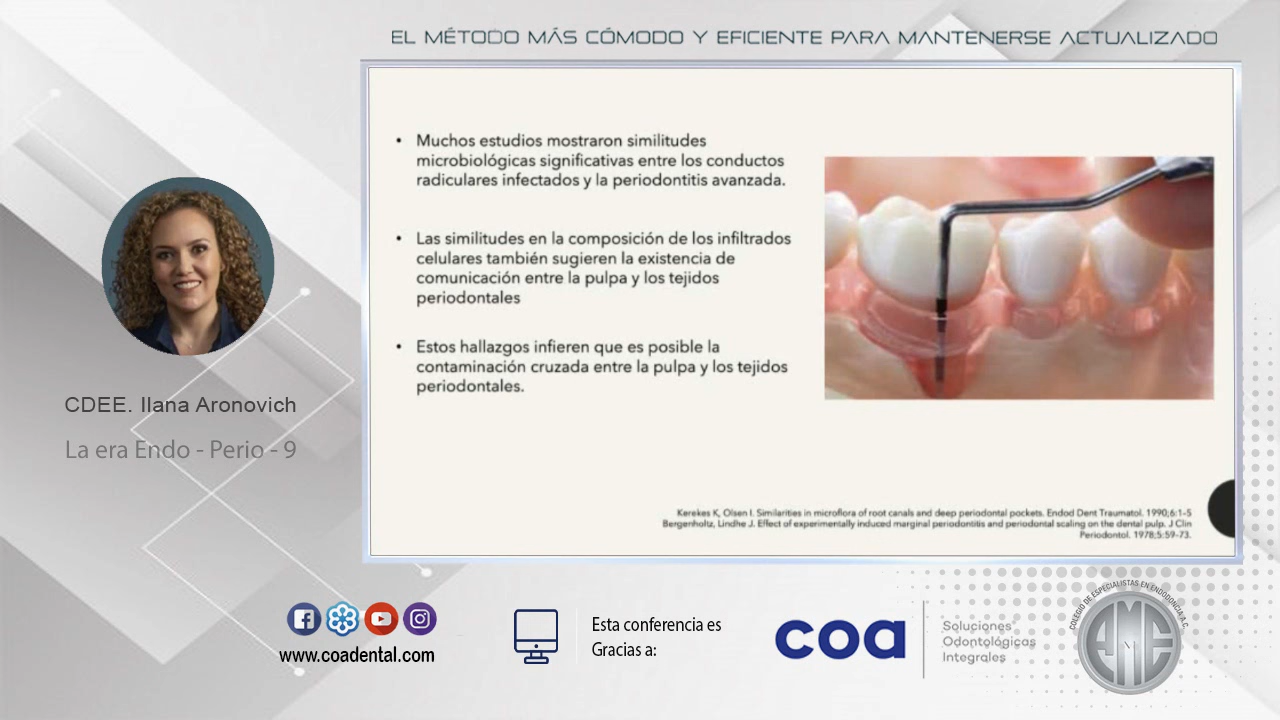 EL MÉTODO MÁS CÓMODO Y EFICIENTE PARA MANTENERSE ACTUALIZADO
• Muchos estudios mostraron similitudes
microbiológicas significativas entre los conductos
radiculares infectados y la periodontitis avanzada.
• Las similitudes en la composición de los infiltrados
celulares también sugieren la existencia de
comunicación entre la pulpa y los tejidos
periodontales
• Estos hallazgos infieren que es posible la
contaminación cruzada entre la pulpa y los tejidos
periodontales.
Kerekes K, Olsen I. Similarities in microflora of root canals and deep periodontal pockets. Endod Dent Traumatol. 1990;6:1-5
Bergenholtz, Lindhe J. Effect of experimentally induced marginal periodontitis and periodontal scaling on the dental pulp. J Clin
Periodontol. 1978;5:59-73.
CDEE. Ilana Aronovich
La era Endo - Perio - 9
www.coadental.com
Esta conferencia es
Gracias a:
coa
Soluciones
Odontológicas
Integrales
COLEGIO DE ESPECIALISTAS EN ENDODONCIA A.C.
AME